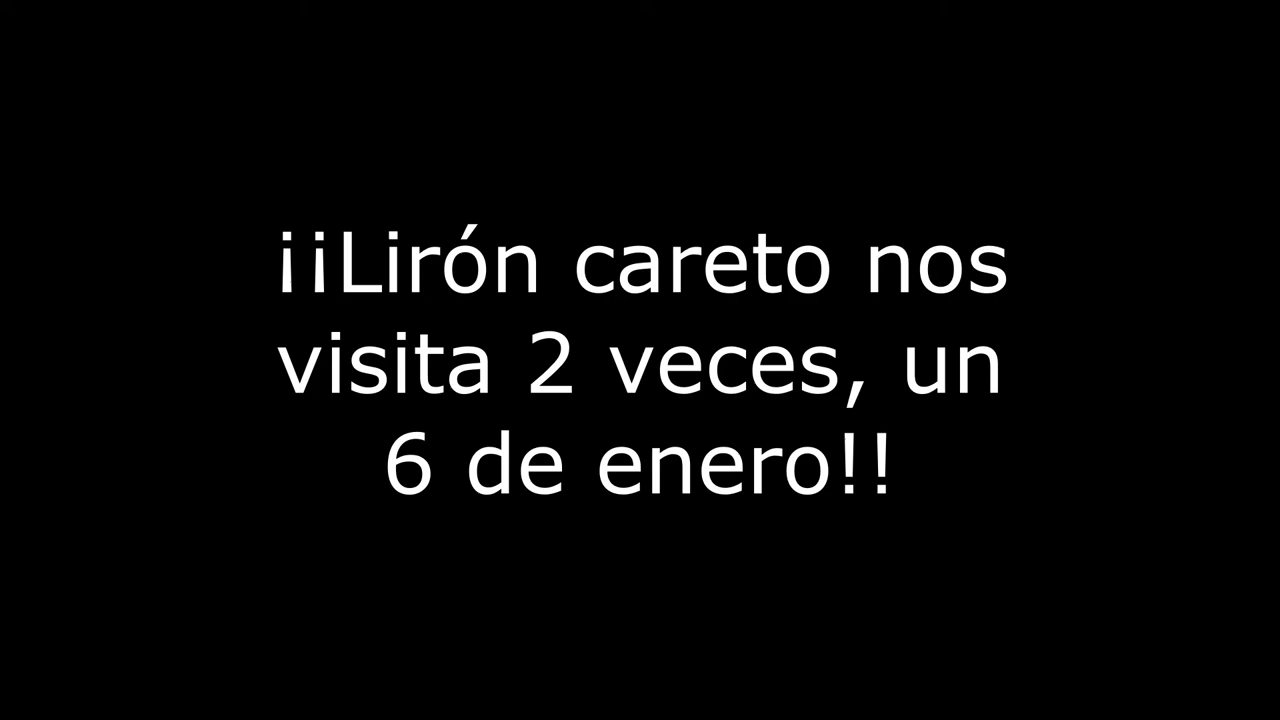 ¡¡Lirón careto nos
visita 2 veces, un
6 de enero!!